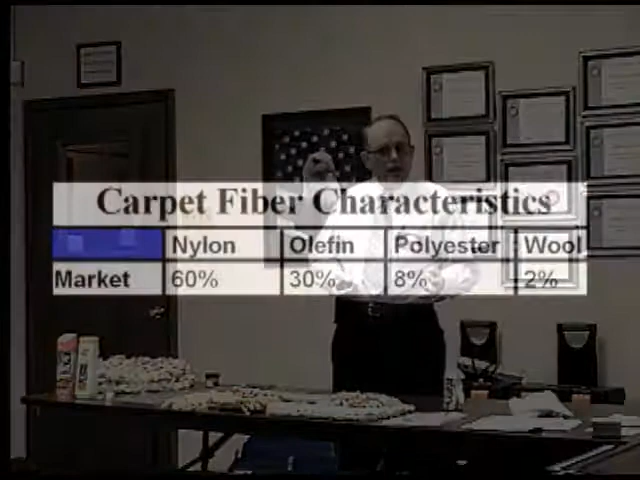 Carpet Fiber Characteristics
Nylon Olefin Polyester Wool
Market 60% 30% 8% 2%